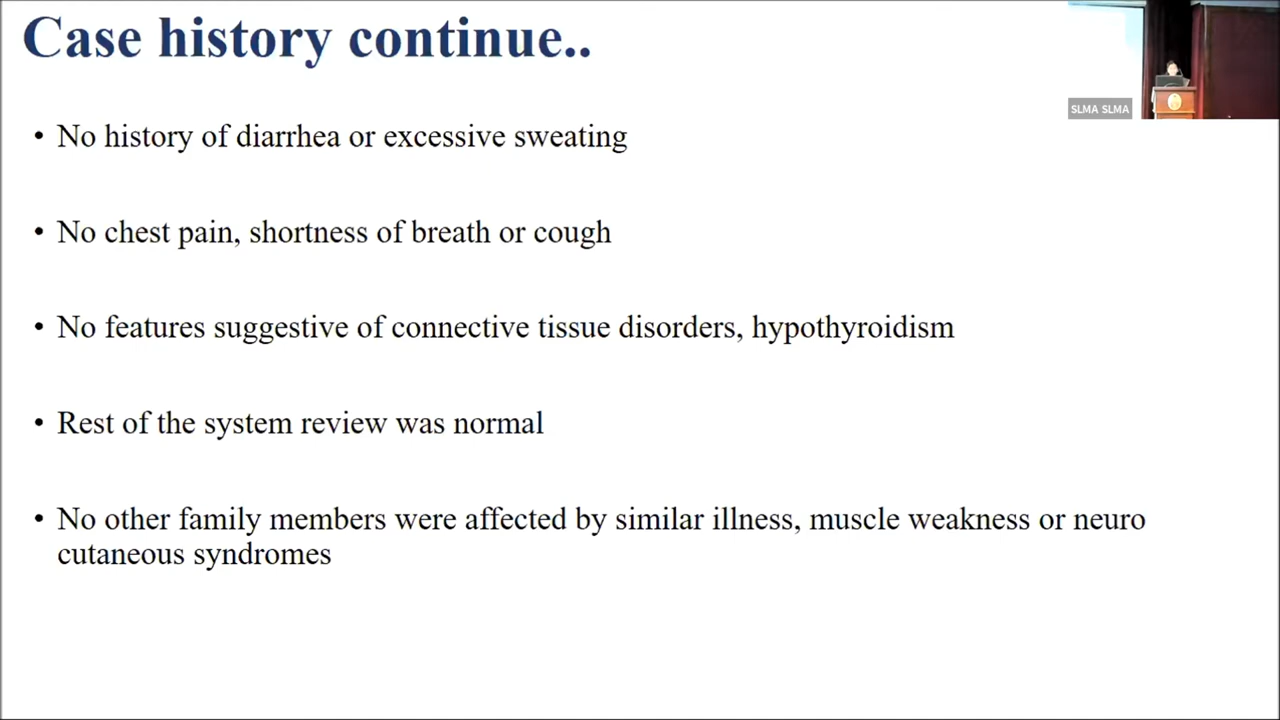 Case history continue..
SLMA SLMA
• No history of diarrhea or excessive sweating
• No chest pain, shortness of breath or cough
• No features suggestive of connective tissue disorders, hypothyroidism
• Rest of the system review was normal
• No other family members were affected by similar illness, muscle weakness or neuro
cutaneous syndromes